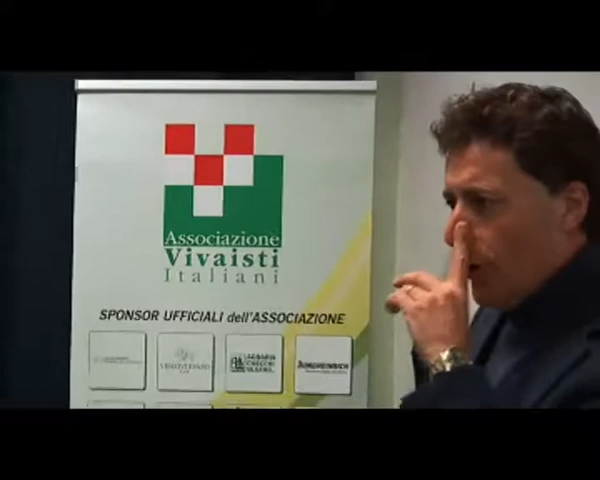 Associazione
Vivaisti
Italiani
SPONSOR UFFICIALI dell'ASSOCIAZIONE
JUNGHEINRICH